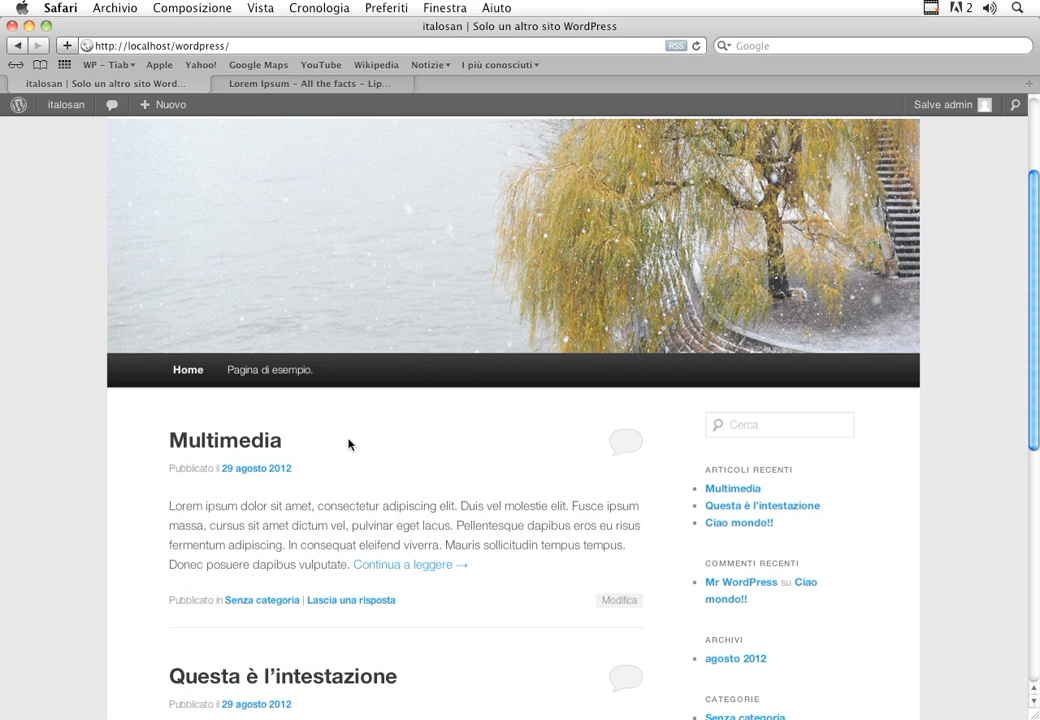 Safari Archivio Composizione Vista Cronologia Preferiti Finestra Aiuto 2
italosan | Solo un altro sito WordPress
http://localhost/wordpress/ RSS Google
WP – Tiab Apple Yahoo! Google Maps YouTube Wikipedia Notizie I più conosciuti
italosan | Solo un altro sito Word... Lorem Ipsum – All the facts – Lip...
italosan + Nuovo Salve admin
Home Pagina di esempio.
Cerca
Multimedia
Pubblicato il 29 agosto 2012
Lorem ipsum dolor sit amet, consectetur adipiscing elit. Duis vel molestie elit. Fusce ipsum
massa, cursus sit amet dictum vel, pulvinar eget lacus. Pellentesque dapibus eros eu risus
fermentum adipiscing. In consequat eleifend viverra. Mauris sollicitudin tempus tempus.
Donec posuere dapibus vulputate. Continua a leggere →
Pubblicato in Senza categoria | Lascia una risposta Modifica
Questa è l’intestazione
Pubblicato il 29 agosto 2012
ARTICOLI RECENTI
Multimedia
Questa è l’intestazione
Ciao mondo!!
COMMENTI RECENTI
Mr WordPress su Ciao
mondo!!
ARCHIVI
agosto 2012
CATEGORIE
Senza categoria